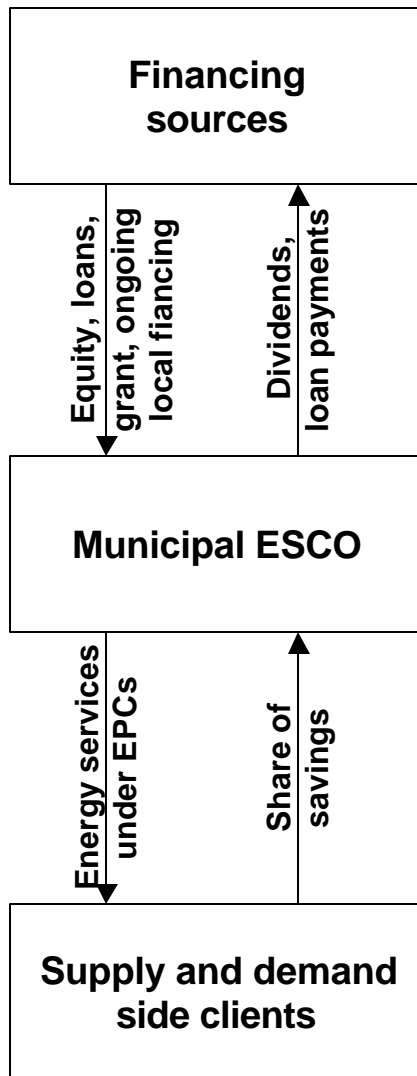 Financing
sources
Equity, loans,
grant, ongoing
local fiancing
Dividends,
loan payments
Municipal ESCO
Energy services
under EPCs
Share of
savings
Supply and demand
side clients